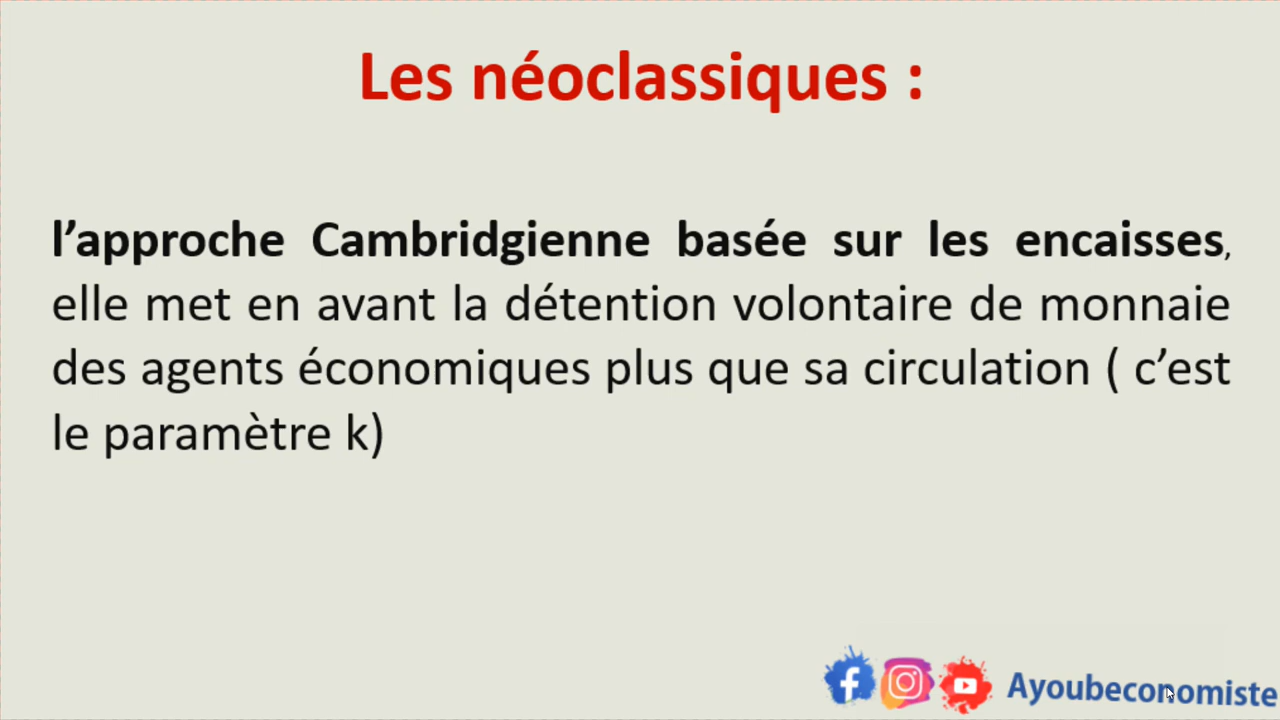 Les néoclassiques :
l’approche Cambridgienne basée sur les encaisses,
elle met en avant la détention volontaire de monnaie
des agents économiques plus que sa circulation ( c’est
le paramètre k)
Ayoubeconomiste